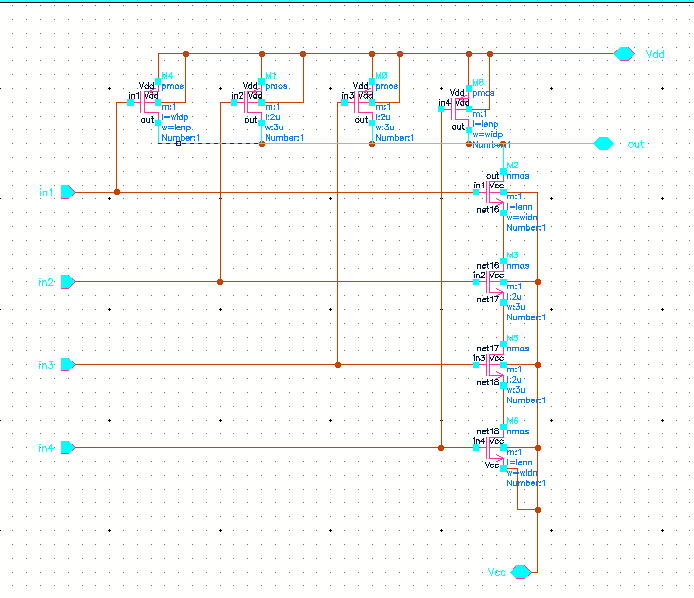 Vdd
M4
Vdd
pmos
in1 Vdd
m:1
l=widp
out
w=lenp
Number:1
M1
Vdd
pmos
in2 Vdd
m:1
l:2u
out
w:3u
Number:1
M0
Vdd
pmos
in3 Vdd
m:1
l:2u
out
w:3u
Number:1
Vdd
pmos
in4 Vdd
m:1
l=lenp
out
w=widp
Number:1
out
M2
out
nmos
in1
in1 Vcc
m:1
l=lenn
net16
w=widn
Number:1
net16
nmos
in2
in2 Vcc
m:1
l:2u
net17
w:3u
Number:1
net17
nmos
in3
in3 Vcc
m:1
l:2u
net18
w:3u
Number:1
M6
net18
nmos
in4
in4 Vcc
m:1
l=lenn
Vcc
w=widn
Number:1
Vcc